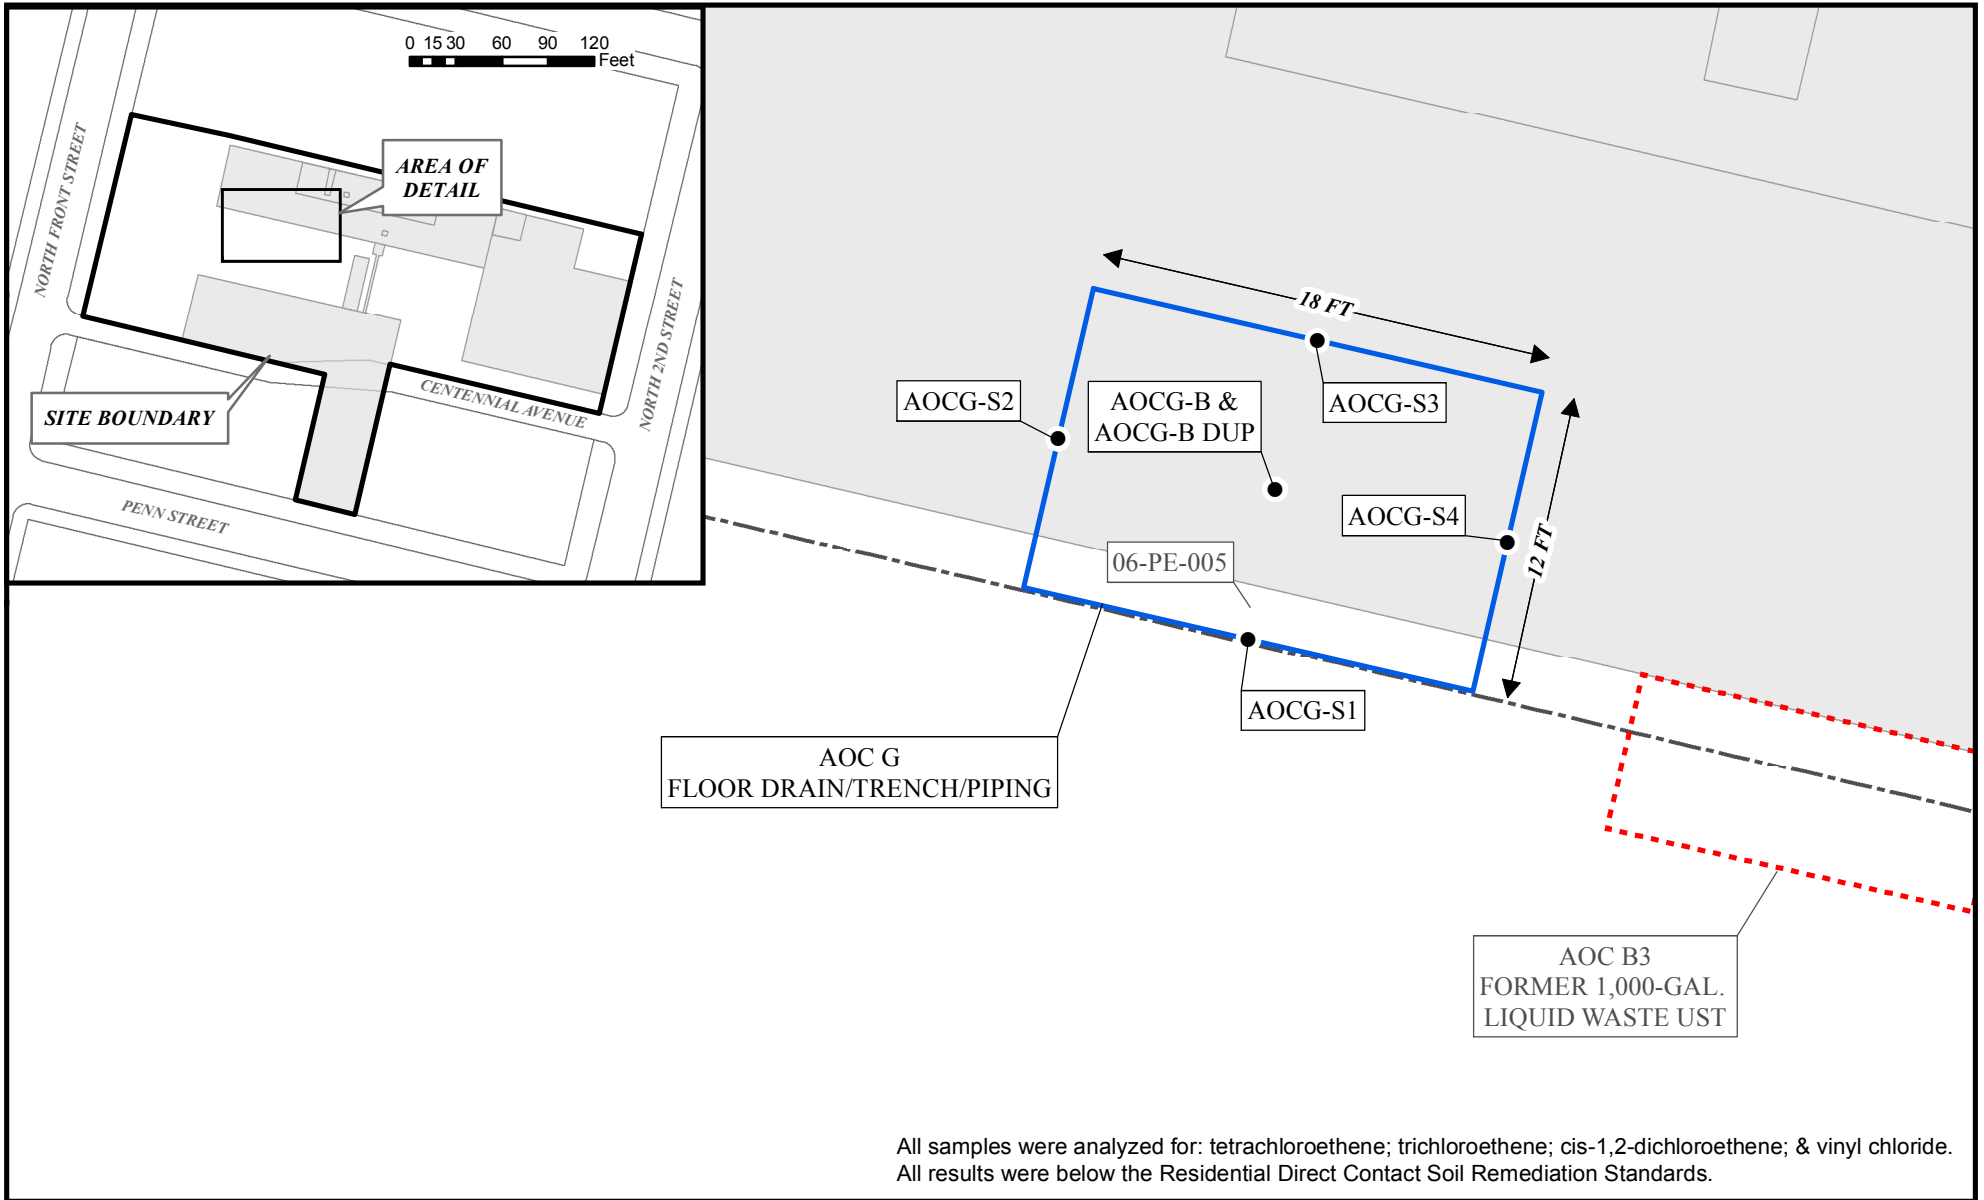 0 15 30 60 90 120
Feet
AREA OF
DETAIL
NORTH FRONT STREET
NORTH 2ND STREET
CENTENNIAL AVENUE
SITE BOUNDARY
PENN STREET
18 FT
AOCG-S2
AOCG-B &
AOCG-B DUP
AOCG-S3
AOCG-S4
12 FT
06-PE-005
AOCG-S1
AOC G
FLOOR DRAIN/TRENCH/PIPING
AOC B3
FORMER 1,000-GAL.
LIQUID WASTE UST
All samples were analyzed for: tetrachloroethene; trichloroethene; cis-1,2-dichloroethene; & vinyl chloride.
All results were below the Residential Direct Contact Soil Remediation Standards.